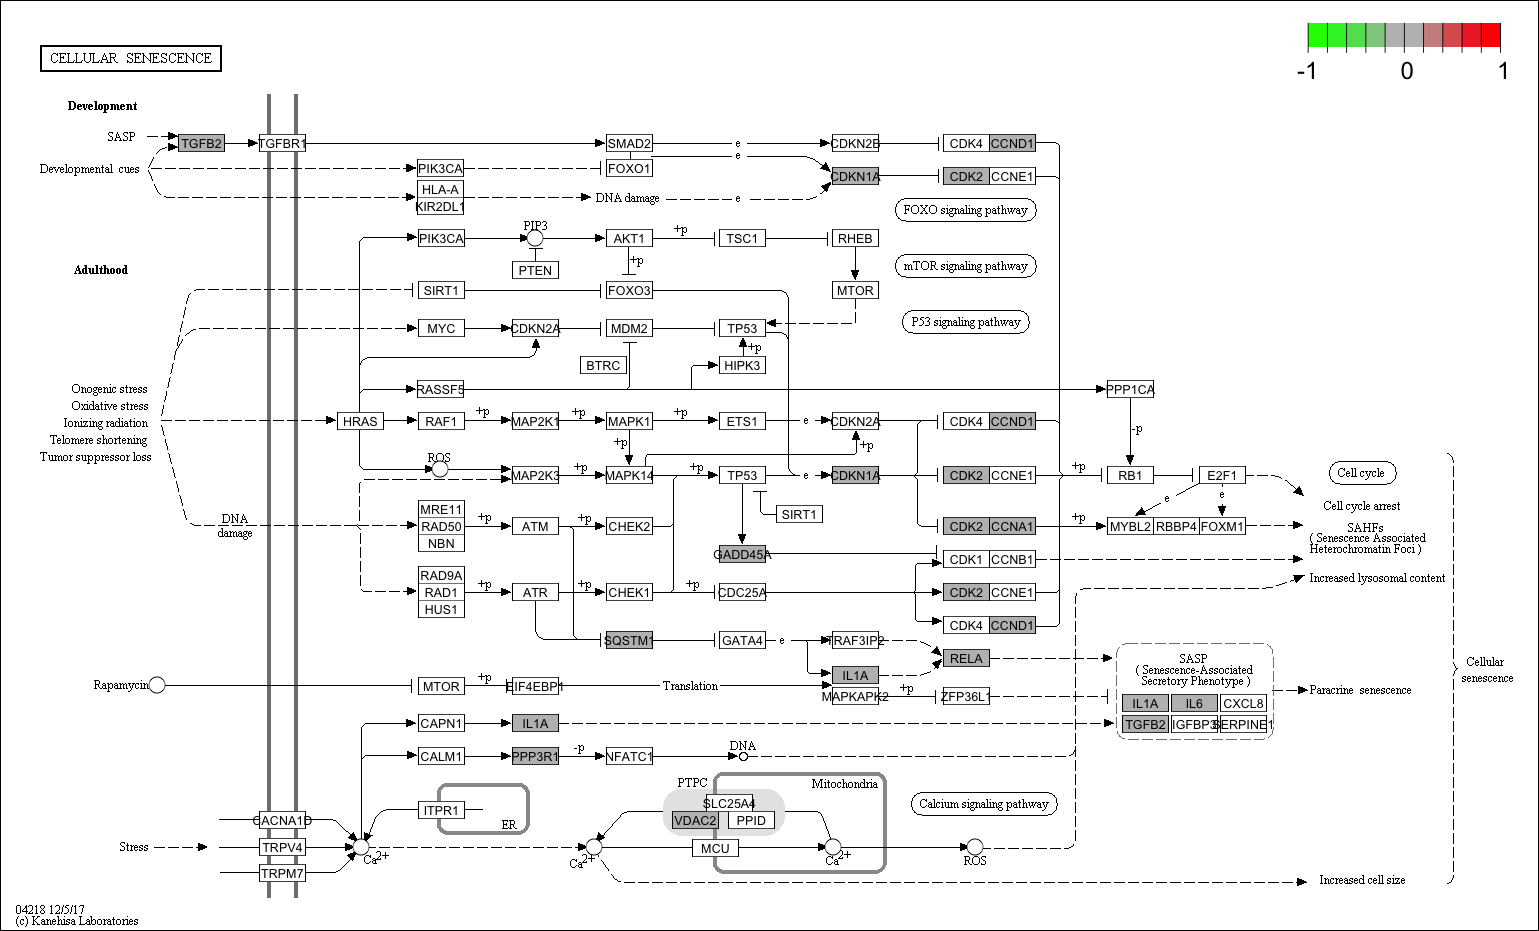 -1 0 1
CELLULAR SENESCENCE
Development
SASP
TGFB2 TGFBR1 SMAD2 e CDKN2B CDK4 CCND1
e
Developmental cues PIK3CA FOXO1
CDKN1A CDK2 CCNE1
HLA-A
KIR2DL1 DNA damage e
FOXO signaling pathway
PIP3
PIK3CA AKT1 +p TSC1 RHEB
+p
PTEN
mTOR signaling pathway
Adulthood
SIRT1 FOXO3 MTOR
P53 signaling pathway
MYC CDKN2A MDM2 TP53
+p
BTRC HIPK3
Onogenic stress
Oxidative stress
Ionizing radiation
Telomere shortening
Tumor suppressor loss
RASSF5 PPP1CA
HRAS RAF1 +p MAP2K1 +p MAPK1 +p ETS1 e CDKN2A CDK4 CCND1
-p
+p +p
ROS
MAP2K3 +p MAPK14 +p TP53 e CDKN1A CDK2 CCNE1 +p RB1 E2F1
Cell cycle
e e
Cell cycle arrest
SIRT1
DNA
damage
MRE11
RAD50 +p ATM +p CHEK2
NBN
CDK2 CCNA1 +p MYBL2 RBBP4 FOXM1
SAHFs
( Senescence Associated
Heterochromatin Foci )
GADD45A CDK1 CCNB1
Increased lysosomal content
RAD9A
RAD1 +p ATR +p CHEK1 +p CDC25A CDK2 CCNE1
HUS1
CDK4 CCND1
SQSTM1 GATA4 e TRAF3IP2
RELA
IL1A
SASP
( Senescence-Associated
Secretory Phenotype )
IL1A IL6 CXCL8
TGFB2 IGFBP3 SERPINE1
Paracrine senescence
Cellular
senescence
Rapamycin MTOR +p EIF4EBP1 Translation
MAPKAPK2 +p ZFP36L1
CAPN1 IL1A
CALM1 PPP3R1 -p NFATC1 DNA
PTPC Mitochondria
SLC25A4
VDAC2 PPID
MCU
ITPR1
ER
Calcium signaling pathway
CACNA1D
Stress TRPV4 Ca2+ Ca2+ Ca2+ ROS
TRPM7
Increased cell size
04218 12/5/17
(c) Kanehisa Laboratories